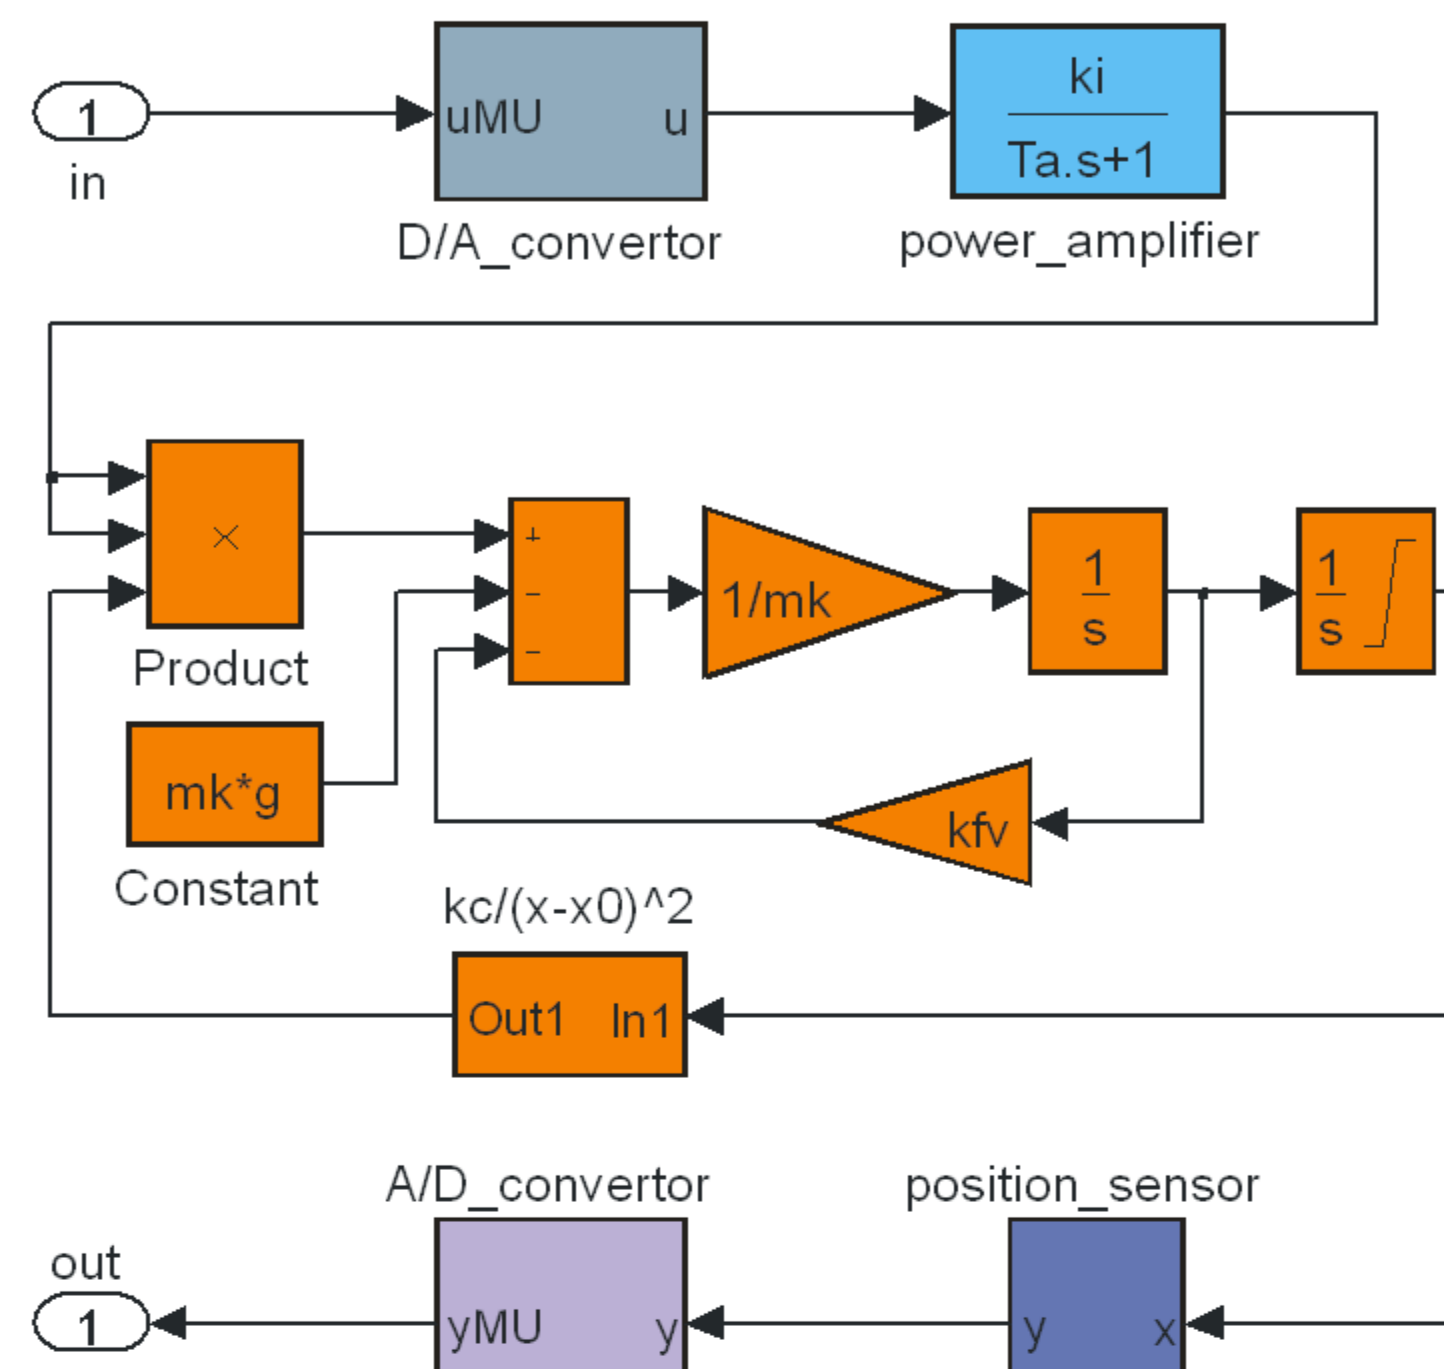 1
in
uMU u
D/A_convertor
ki
Ta.s+1
power_amplifier
×
Product
+
−
−
1/mk
1
s
1
s
mk*g
Constant
kfv
kc/(x-x0)^2
Out1 In1
A/D_convertor
position_sensor
out
1
yMU y
y x